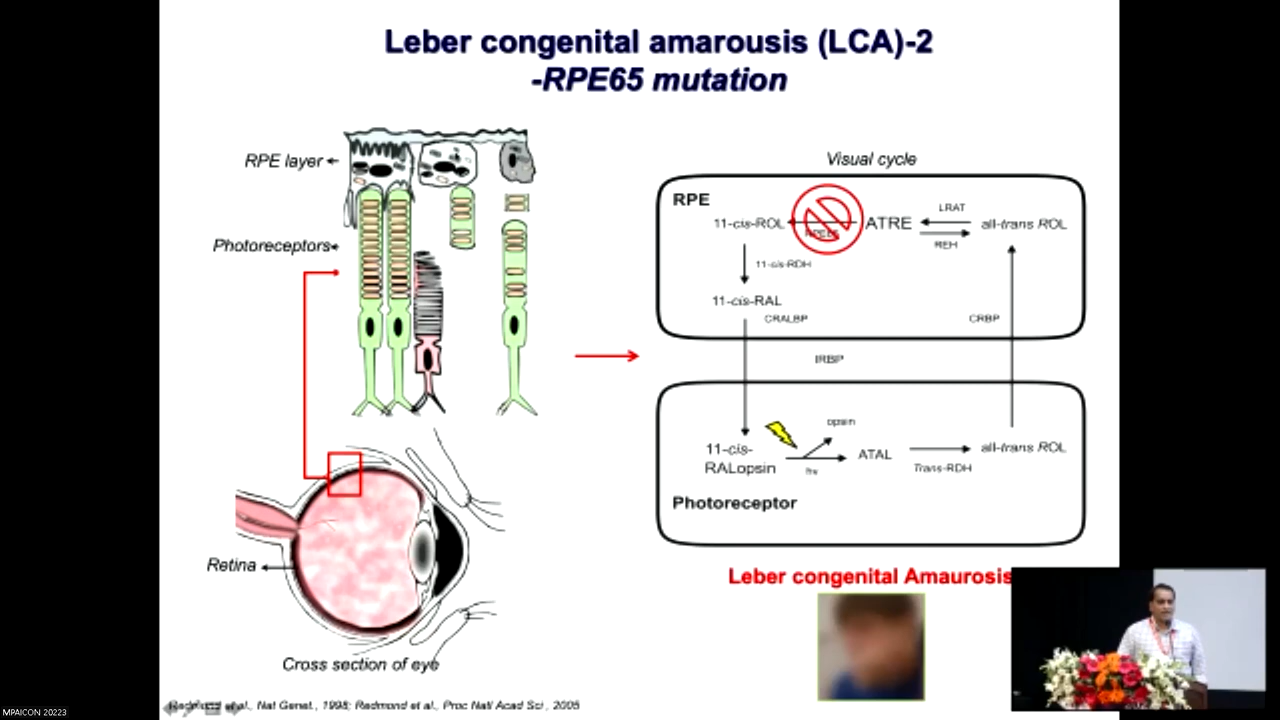 Leber congenital amarousis (LCA)-2
-RPE65 mutation
RPE layer
Photoreceptors
Retina
Cross section of eye
Visual cycle
RPE
11-cis-ROL
ATRE
LRAT
REH
all-trans ROL
11-cis-RDH
11-cis-RAL
CRALBP
CRBP
IRBP
11-cis-
RALopsin
opsin
hv
ATAL
Trans-RDH
all-trans ROL
Photoreceptor
Leber congenital Amaurosis
Redmond et al., Nat Genet., 1998; Redmond et al., Proc Natl Acad Sci , 2005
MPAICON 20223